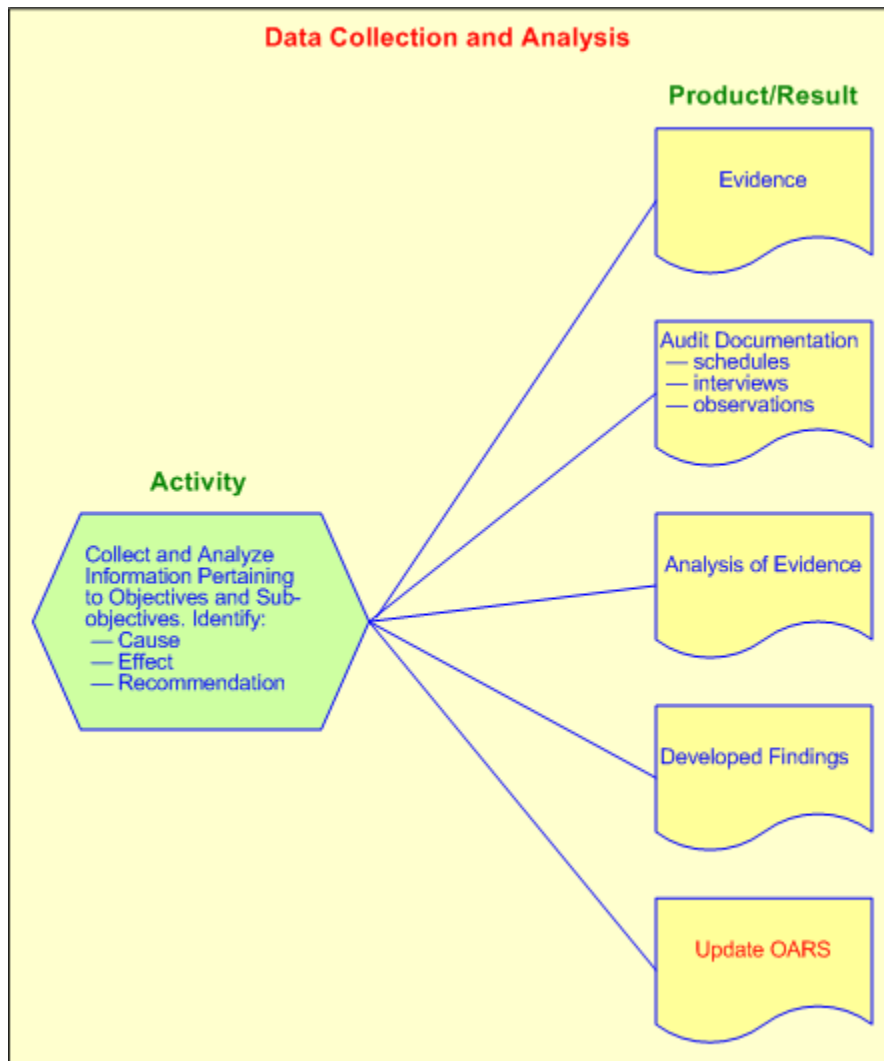 Data Collection and Analysis
Product/Result
Evidence
Audit Documentation
— schedules
— interviews
— observations
Activity
Collect and Analyze
Information Pertaining
to Objectives and Sub-
objectives. Identify:
— Cause
— Effect
— Recommendation
Analysis of Evidence
Developed Findings
Update OARS